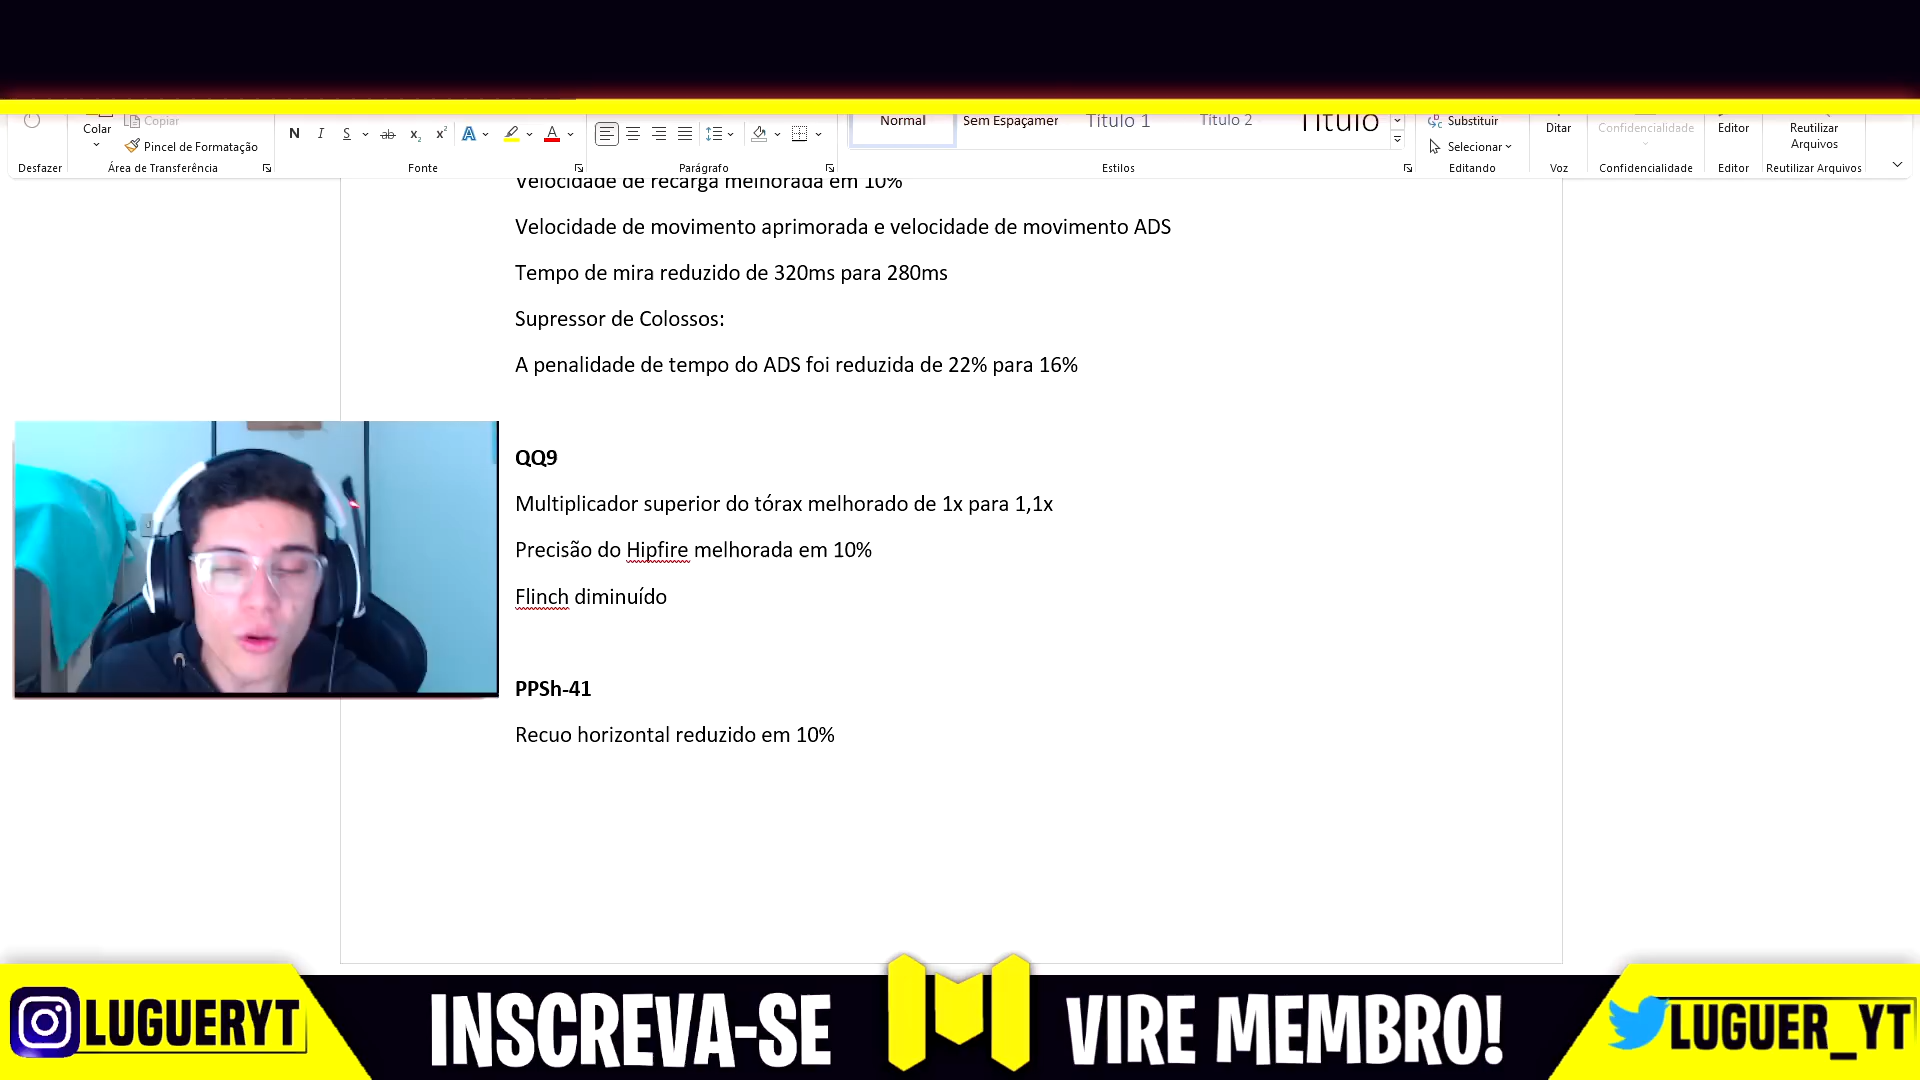 Colar
Copiar
Pincel de Formatação
N I S ab x₂ x² A A
Normal
Sem Espaçamer
Título 1
Título 2
Título
Substituir
Selecionar
Ditar
Confidencialidade
Editor
Reutilizar
Arquivos
Desfazer
Área de Transferência
Fonte
Parágrafo
Estilos
Editando
Voz
Confidencialidade
Editor
Reutilizar Arquivos
Velocidade de recarga melhorada em 10%
Velocidade de movimento aprimorada e velocidade de movimento ADS
Tempo de mira reduzido de 320ms para 280ms
Supressor de Colossos:
A penalidade de tempo do ADS foi reduzida de 22% para 16%
QQ9
Multiplicador superior do tórax melhorado de 1x para 1,1x
Precisão do Hipfire melhorada em 10%
Flinch diminuído
PPSh-41
Recuo horizontal reduzido em 10%
LUGUERYT
INSCREVA-SE
VIRE MEMBRO!
LUGUER_YT